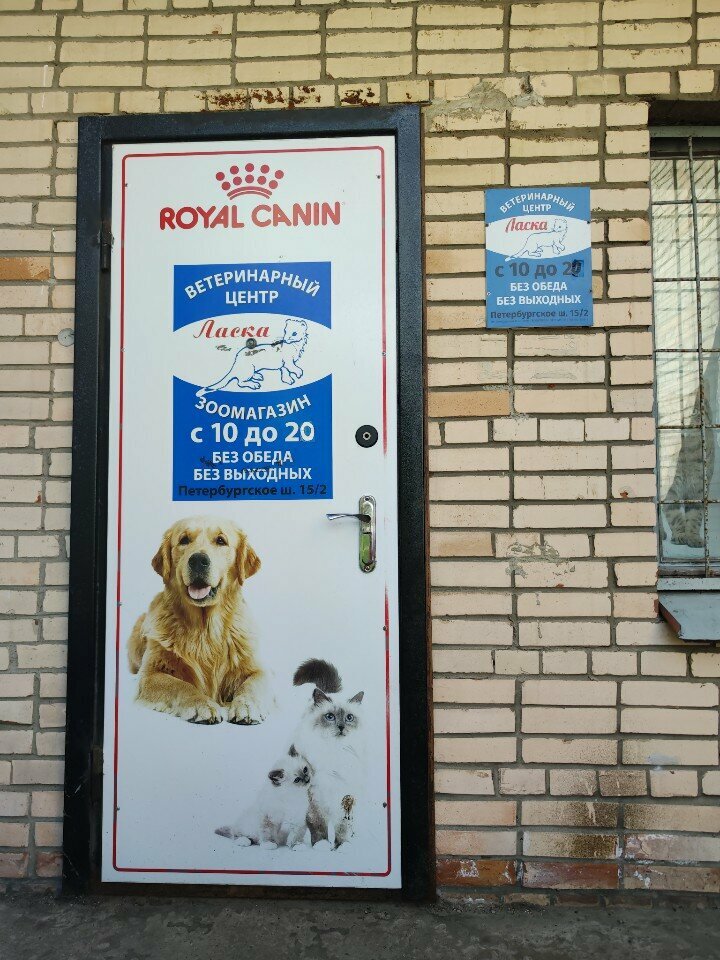 ROYAL CANIN
ВЕТЕРИНАРНЫЙ
ЦЕНТР
Ласка
ЗООМАГАЗИН
с 10 до 20
БЕЗ ОБЕДА
БЕЗ ВЫХОДНЫХ
Петербургское ш. 15/2
ВЕТЕРИНАРНЫЙ
ЦЕНТР
Ласка
с 10 до 20
БЕЗ ОБЕДА
БЕЗ ВЫХОДНЫХ
Петербургское ш. 15/2